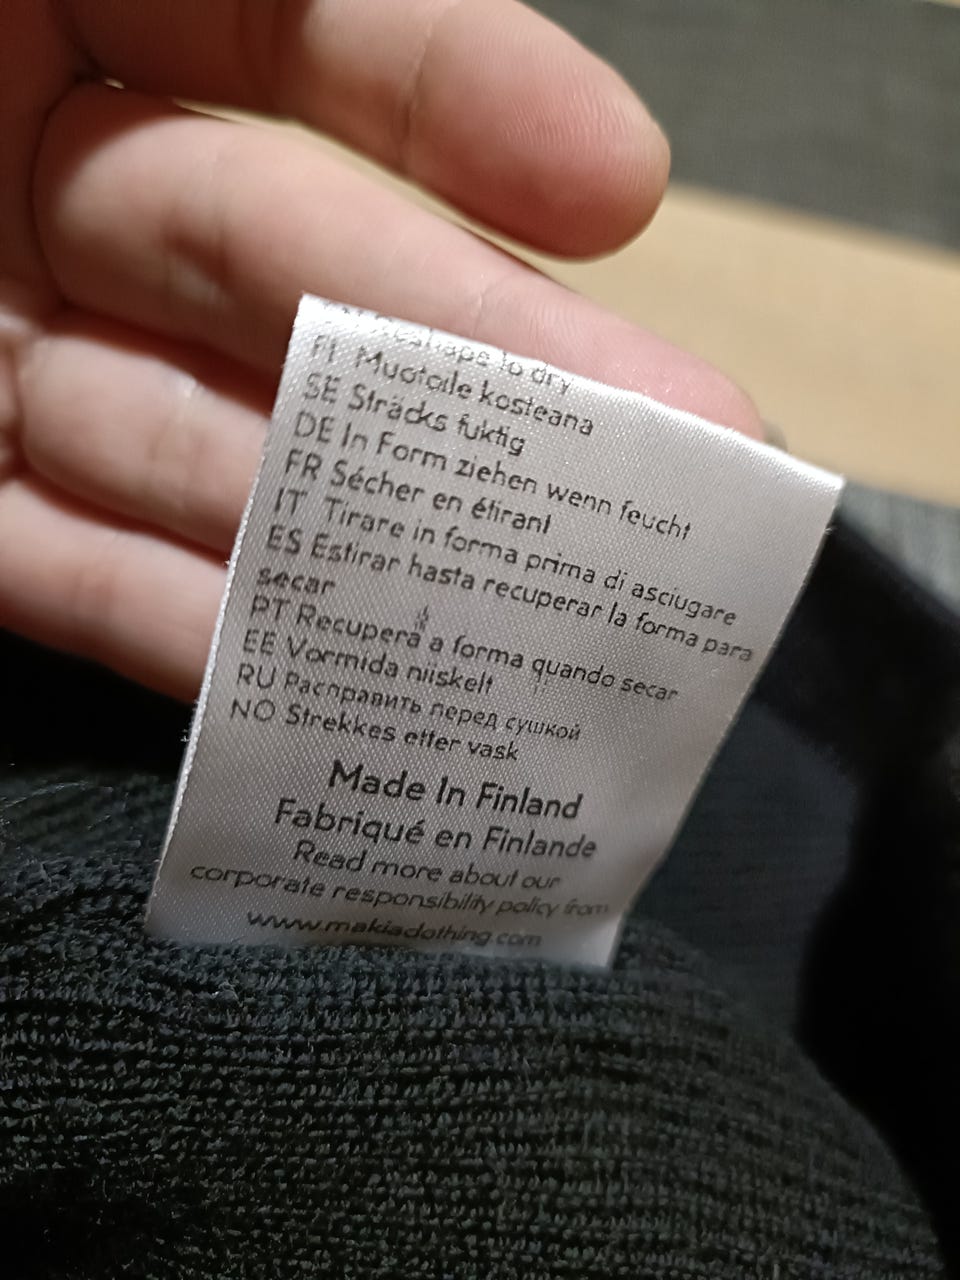 Reshape to dry
FI Muotoile kosteana
SE Sträcks fuktig
DE In Form ziehen wenn feucht
FR Sécher en étirant
IT Tirare in forma prima di asciugare
ES Estirar hasta recuperar la forma para
secar
PT Recupera a forma quando secar
EE Vormida niiskelt
RU Расправить перед сушкой
NO Strekkes etter vask
Made In Finland
Fabriqué en Finlande
Read more about our
corporate responsibility policy from
www.makiaclothing.com